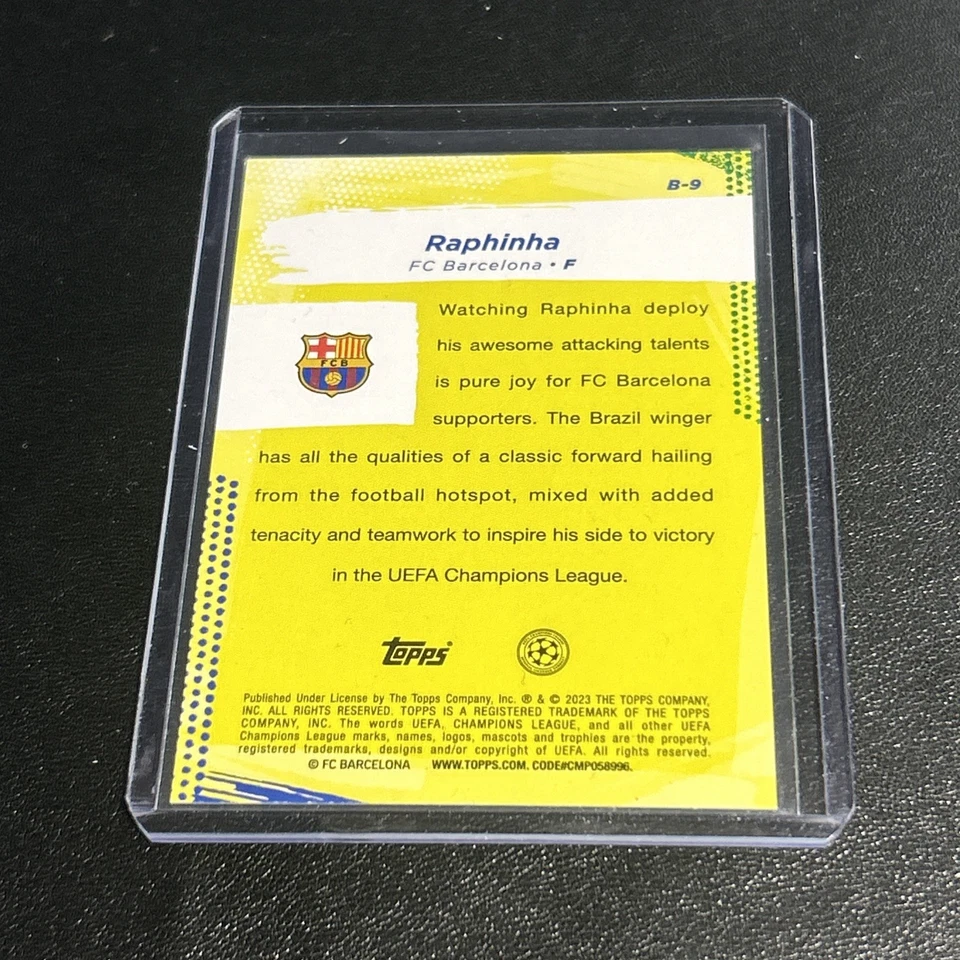 B-9
Raphinha
FC Barcelona • F
FCB
Watching Raphinha deploy
his awesome attacking talents
is pure joy for FC Barcelona
supporters. The Brazil winger
has all the qualities of a classic forward hailing
from the football hotspot, mixed with added
tenacity and teamwork to inspire his side to victory
in the UEFA Champions League.
topps®
Published Under License by The Topps Company, Inc. ® & © 2023 THE TOPPS COMPANY,
INC. ALL RIGHTS RESERVED. TOPPS IS A REGISTERED TRADEMARK OF THE TOPPS
COMPANY, INC. The words UEFA, CHAMPIONS LEAGUE, and all other UEFA
Champions League marks, names, logos, mascots and trophies are the property,
registered trademarks, designs and/or copyright of UEFA. All rights reserved.
© FC BARCELONA WWW.TOPPS.COM. CODE#CMP058996.